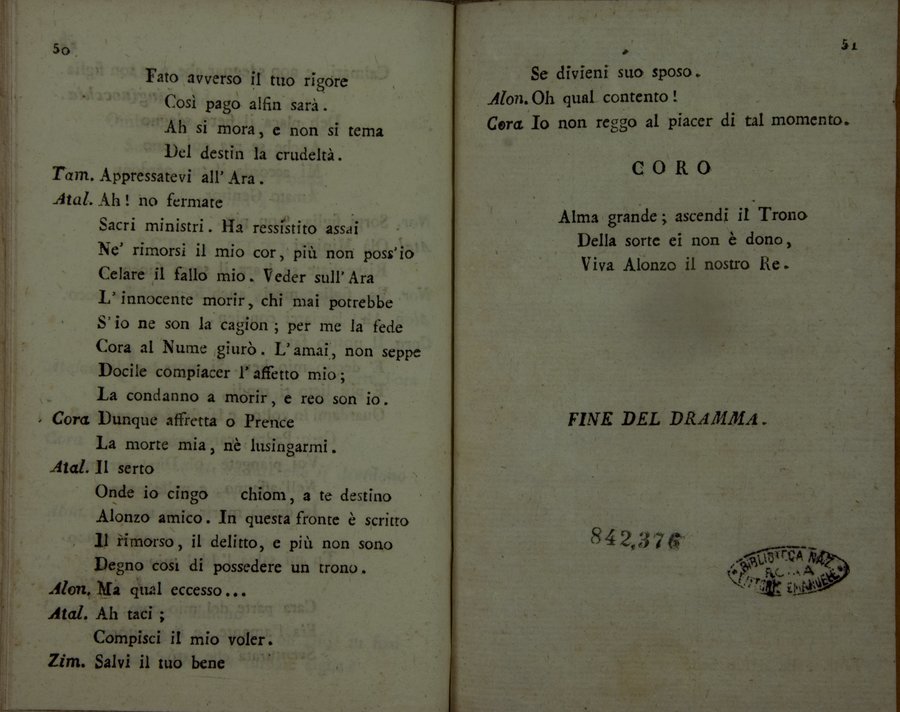 50
Fato avverso il tuo rigore
Così pago alfin sarà.
Ah si mora, e non si tema
Del destin la crudeltà.
Tam. Appressatevi all' Ara.
Atal. Ah! no fermate
Sacri ministri. Ha ressistito assai
Ne' rimorsi il mio cor, più non poss'io
Celare il fallo mio. Veder sull' Ara
L'innocente morir, chi mai potrebbe
S'io ne son la cagion; per me la fede
Cora al Nume giurò. L'amai, non seppe
Docile compiacer l'affetto mio;
La condanno a morir, e reo son io.
Cora Dunque affretta o Prence
La morte mia, nè lusingarmi.
Atal. Il serto
Onde io cingo chiom, a te destino
Alonzo amico. In questa fronte è scritto
Il rimorso, il delitto, e più non sono
Degno così di possedere un trono.
Alon. Ma qual eccesso...
Atal. Ah taci;
Compisci il mio voler.
Zim. Salvi il tuo bene
51
Se divieni suo sposo.
Alon. Oh qual contento!
Cora Io non reggo al piacer di tal momento.
CORO
Alma grande; ascendi il Trono
Della sorte ei non è dono,
Viva Alonzo il nostro Re.
FINE DEL DRAMMA.
842,376
BIBLIOTECA NAZ.
ROMA
VITTORIO EMANUELE